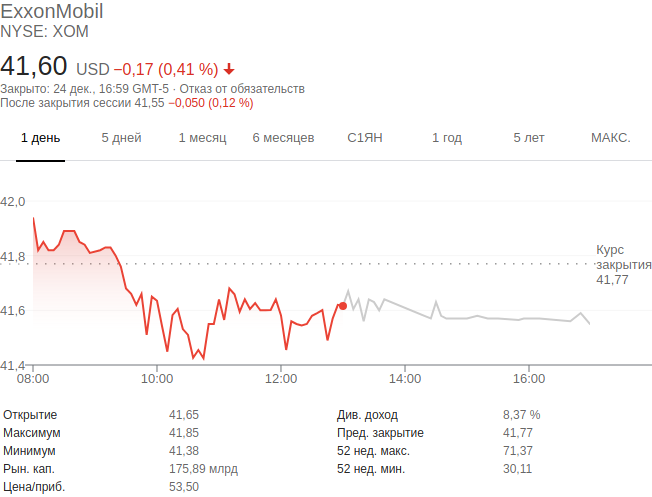 ExxonMobil
NYSE: XOM
41,60 USD −0,17 (0,41 %)
Закрыто: 24 дек., 16:59 GMT-5 · Отказ от обязательств
После закрытия сессии 41,55 −0,050 (0,12 %)
1 день 5 дней 1 месяц 6 месяцев С1ЯН 1 год 5 лет МАКС.
42,0
41,8
41,6
41,4
Курс
закрытия
41,77
08:00 10:00 12:00 14:00 16:00
Открытие 41,65
Максимум 41,85
Минимум 41,38
Рын. кап. 175,89 млрд
Цена/приб. 53,50
Див. доход 8,37 %
Пред. закрытие 41,77
52 нед. макс. 71,37
52 нед. мин. 30,11